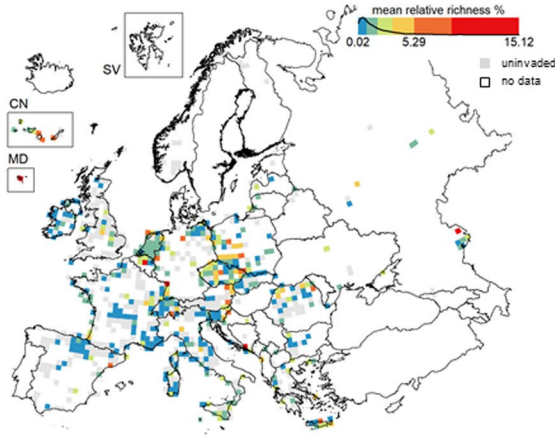 mean relative richness %
0.02 5.29 15.12
uninvaded
no data
SV
CN
MD